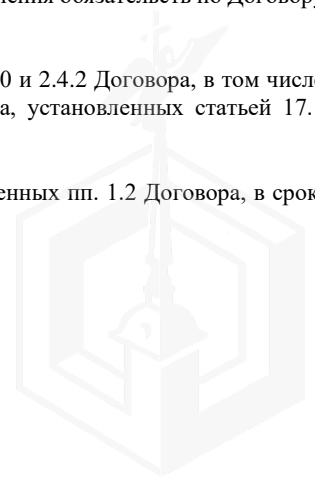 нения обязательств по Договору
0 и 2.4.2 Договора, в том числе
а, установленных статьей 17.
енных пп. 1.2 Договора, в срок